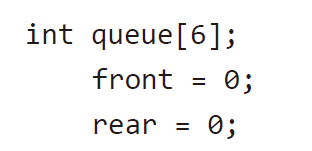 int queue[6];
front = 0;
rear = 0;